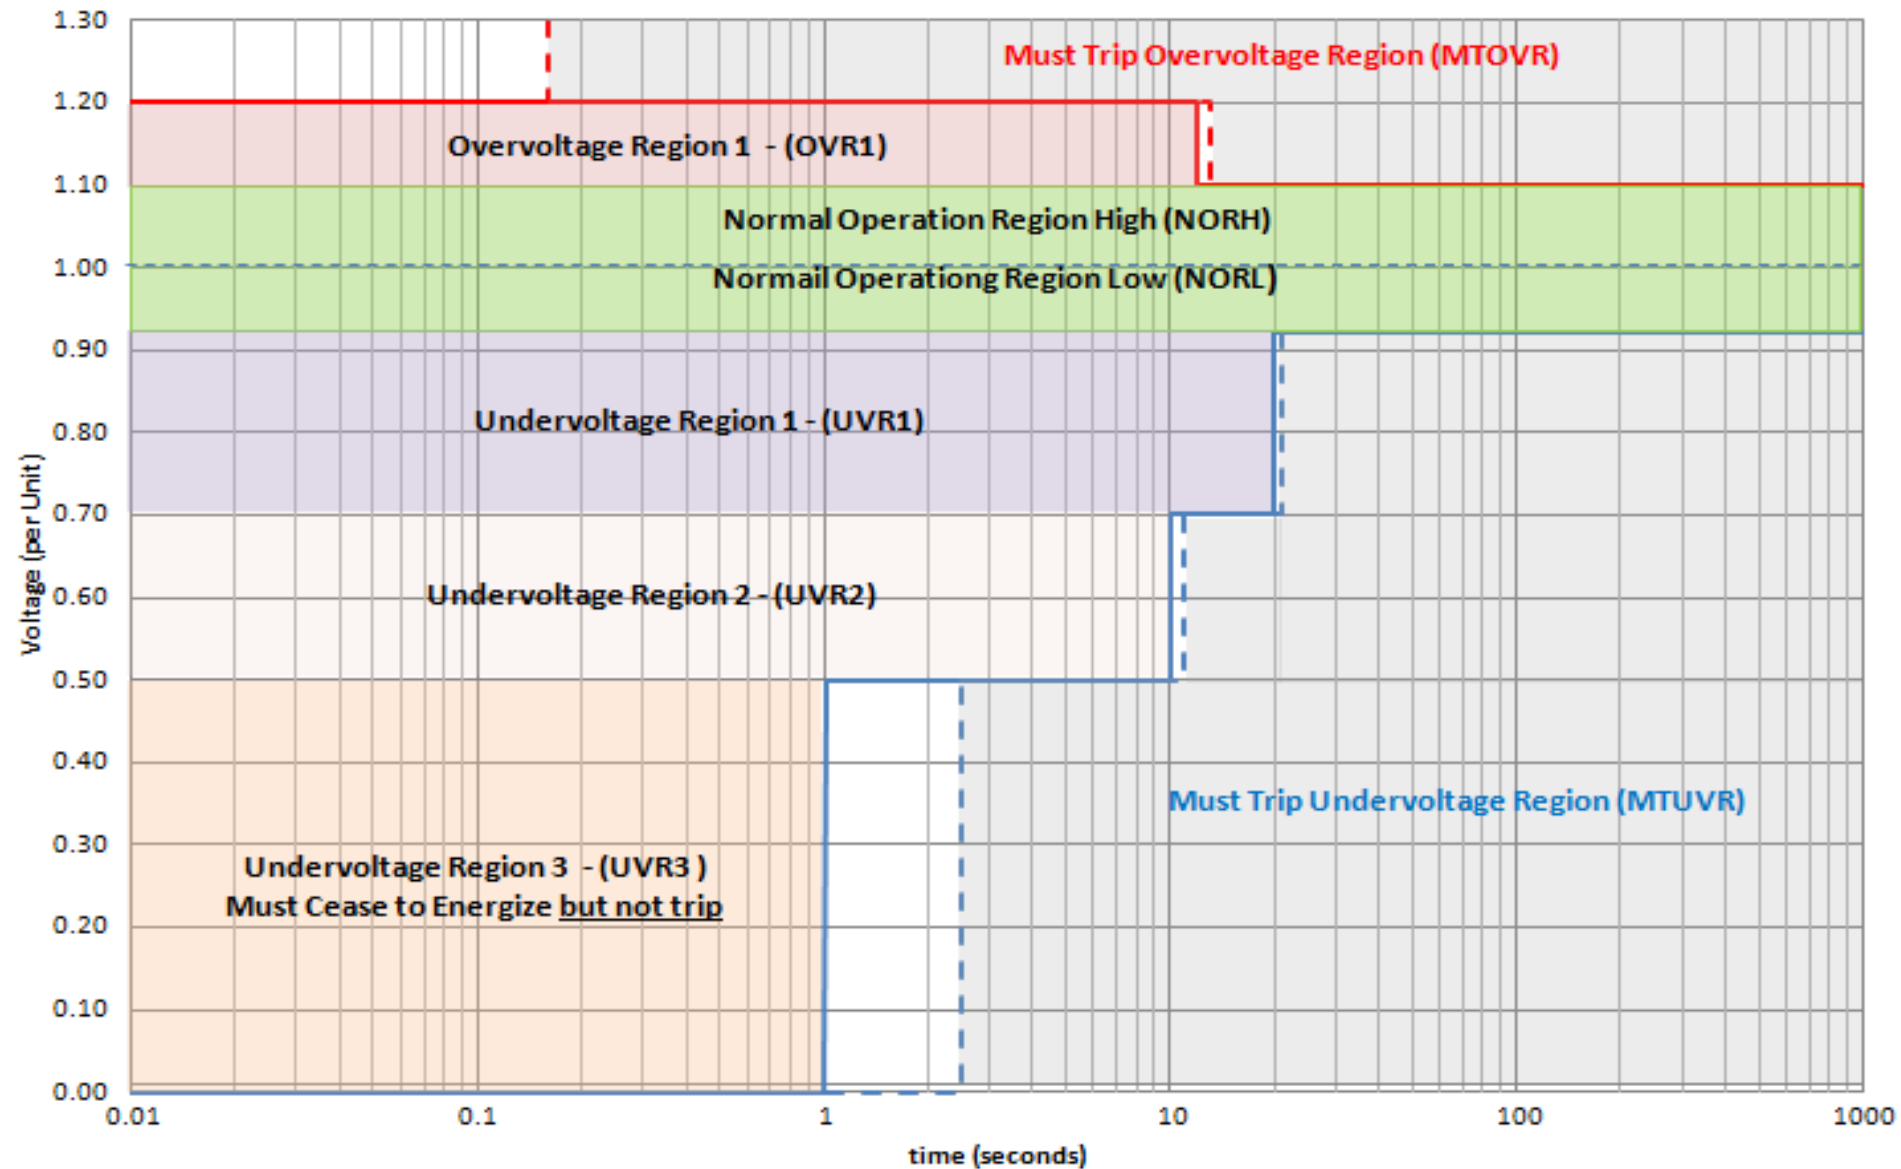 1.30
Must Trip Overvoltage Region (MTOVR)
1.20
Overvoltage Region 1 - (OVR1)
1.10
Normal Operation Region High (NORH)
1.00
Normail Operationg Region Low (NORL)
0.90
Undervoltage Region 1 - (UVR1)
0.80
0.70
Voltage (per Unit)
Undervoltage Region 2 - (UVR2)
0.60
0.50
0.40
Must Trip Undervoltage Region (MTUVR)
0.30
Undervoltage Region 3 - (UVR3 )
Must Cease to Energize but not trip
0.20
0.10
0.00
0.01 0.1 1 10 100 1000
time (seconds)